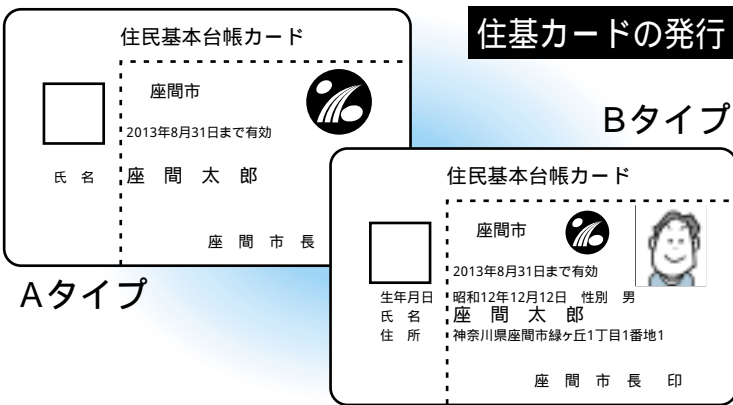 住基カードの発行
住民基本台帳カード
座間市
2013年8月31日まで有効
氏 名 座 間 太 郎
座 間 市 長
Aタイプ
Bタイプ
住民基本台帳カード
座間市
2013年8月31日まで有効
生年月日 昭和12年12月12日 性別 男
氏 名 座 間 太 郎
住 所 神奈川県座間市緑ヶ丘1丁目1番地1
座 間 市 長 印